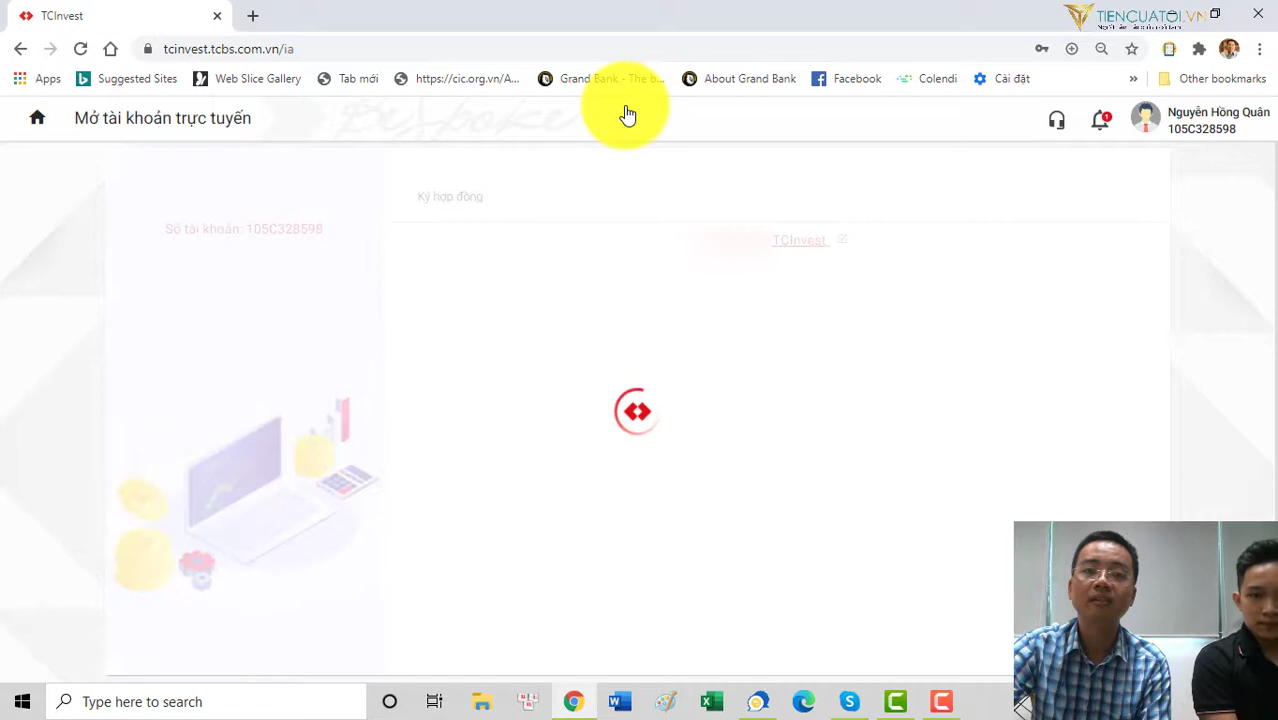 TCInvest
TIENCUATOI.VN
tcinvest.tcbs.com.vn/ia
Apps
Suggested Sites
Web Slice Gallery
Tab mới
https://cic.org.vn/A...
Grand Bank - The b...
About Grand Bank
Facebook
Colendi
Cài đặt
»
Other bookmarks
Mở tài khoản trực tuyến
1
Nguyễn Hồng Quân
105C328598
Ký hợp đồng
Số tài khoản: 105C328598
TCInvest
Type here to search